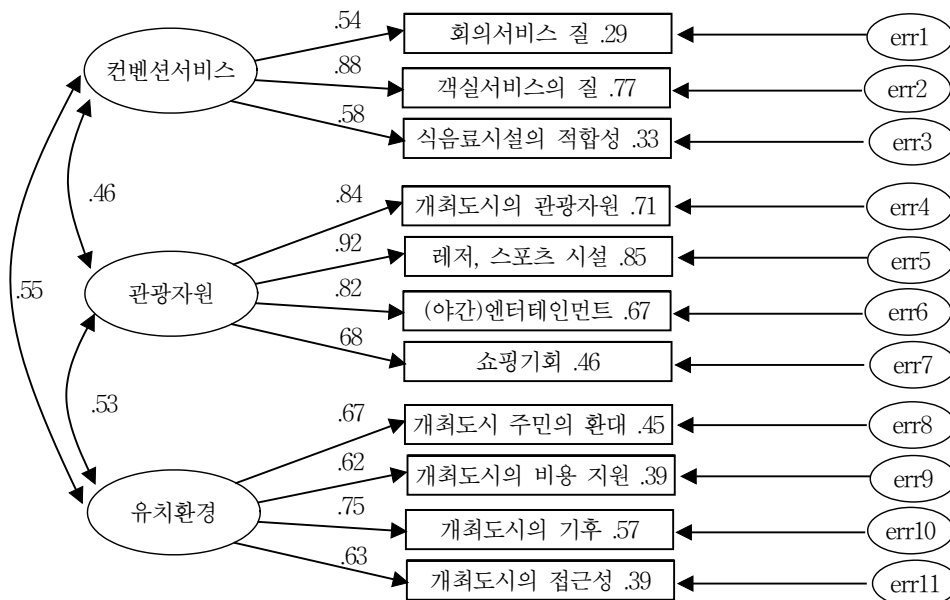 .54
회의서비스 질 .29
err1
컨벤션서비스
.88
객실서비스의 질 .77
err2
.58
식음료시설의 적합성 .33
err3
.46
.84
개최도시의 관광자원 .71
err4
.92
레저, 스포츠 시설 .85
err5
.55
관광자원
.82
(야간)엔터테인먼트 .67
err6
68
쇼핑기회 .46
err7
.53
.67
개최도시 주민의 환대 .45
err8
.62
개최도시의 비용 지원 .39
err9
유치환경
.75
개최도시의 기후 .57
err10
.63
개최도시의 접근성 .39
err11